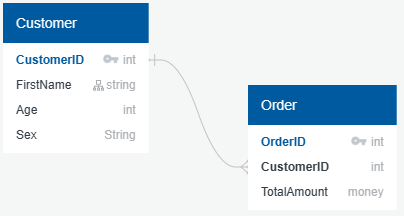 Customer
CustomerID int
FirstName string
Age int
Sex String
Order
OrderID int
CustomerID int
TotalAmount money